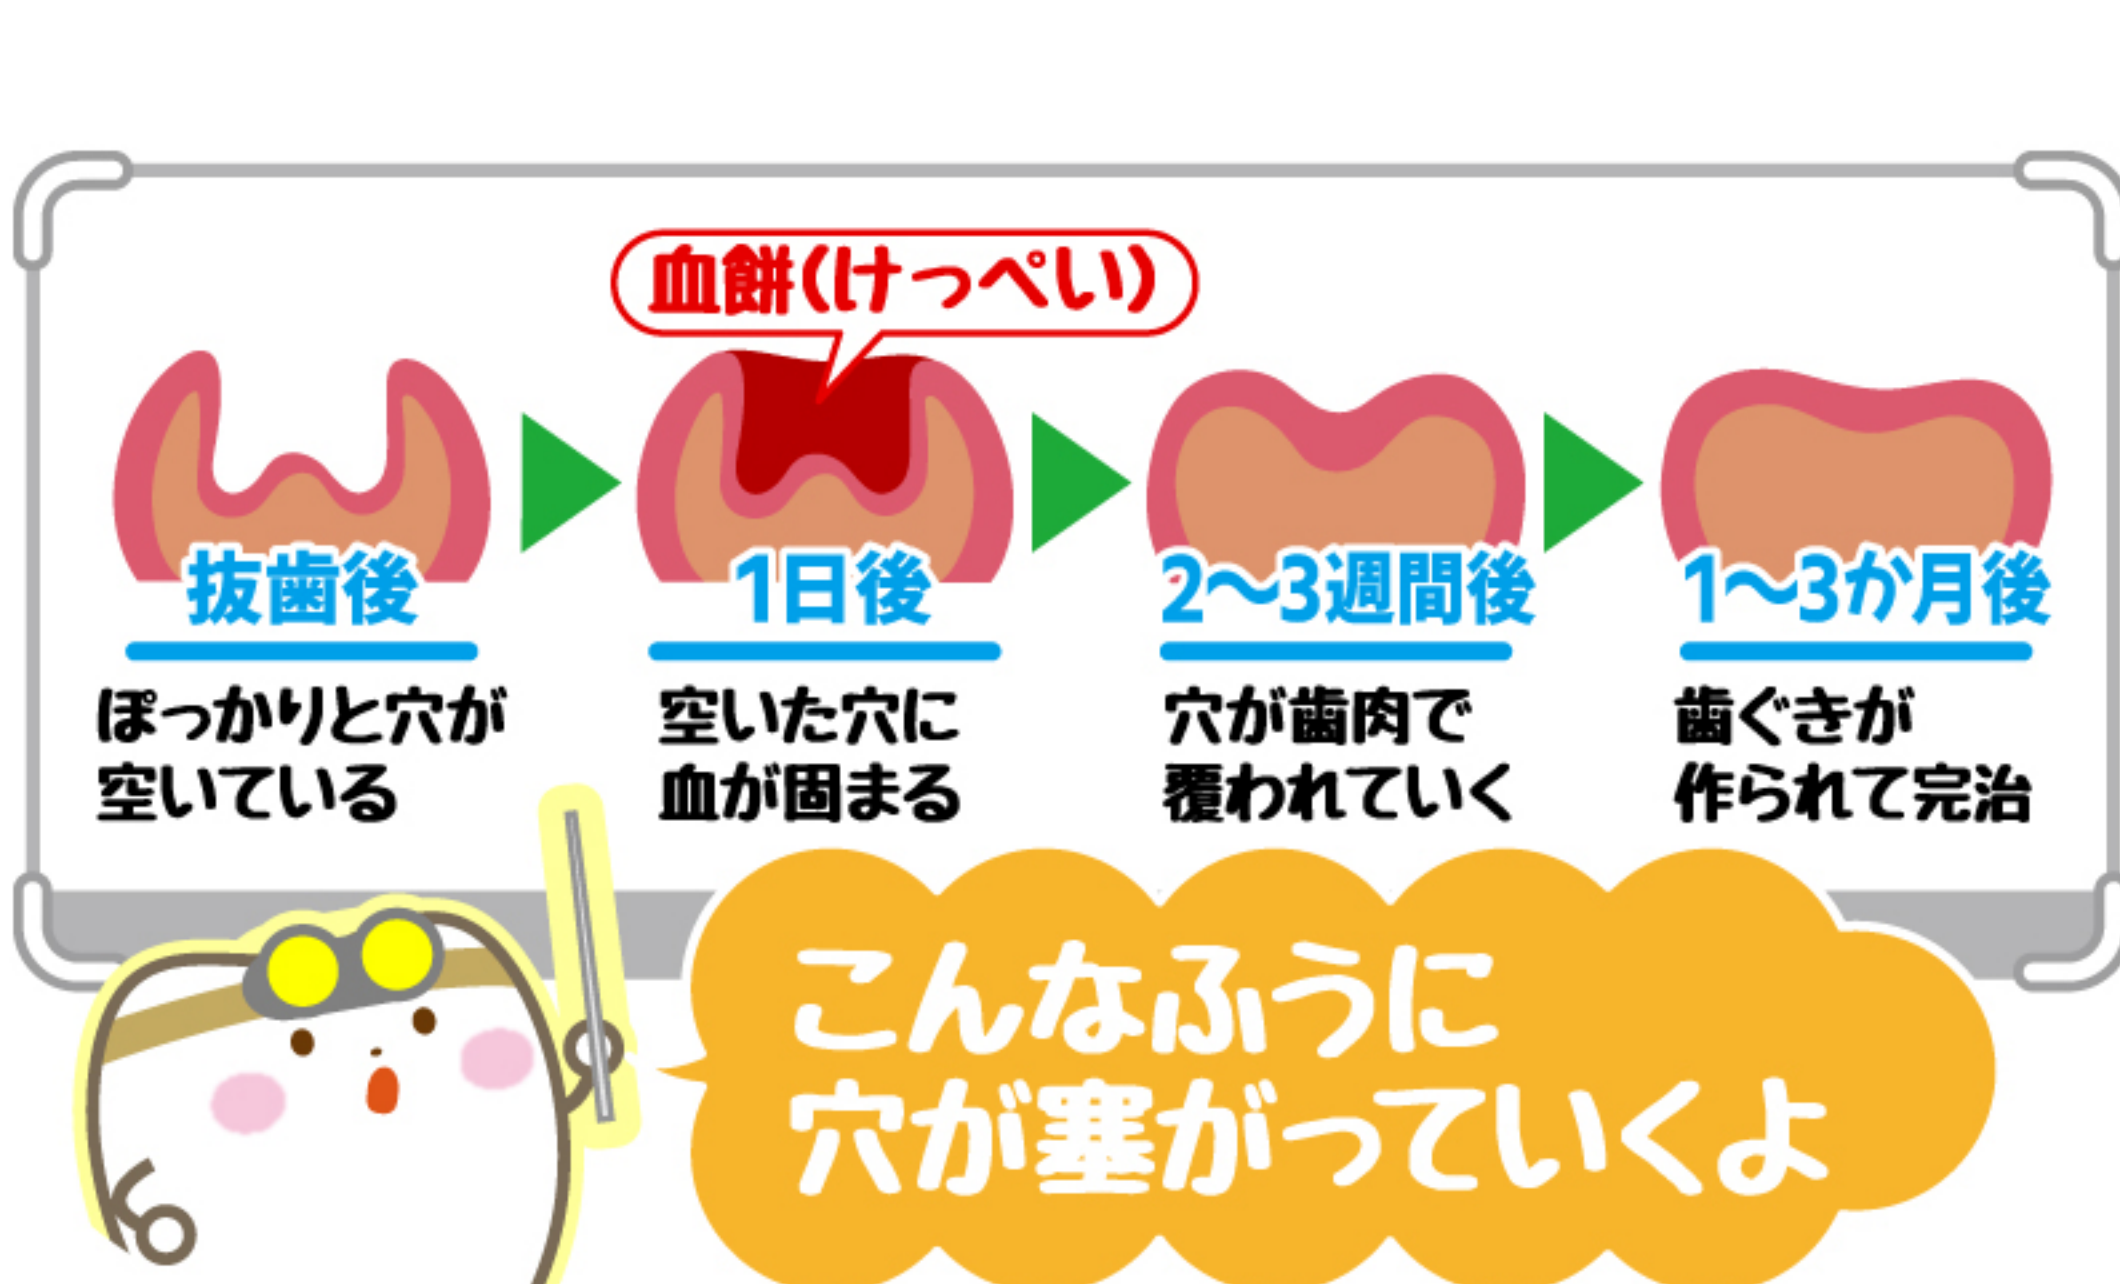 血餅(けっぺい)
抜歯後
ぽっかりと穴が
空いている
1日後
空いた穴に
血が固まる
2〜3週間後
穴が歯肉で
覆われていく
1〜3か月後
歯ぐきが
作られて完治
こんなふうに
穴が塞がっていくよ